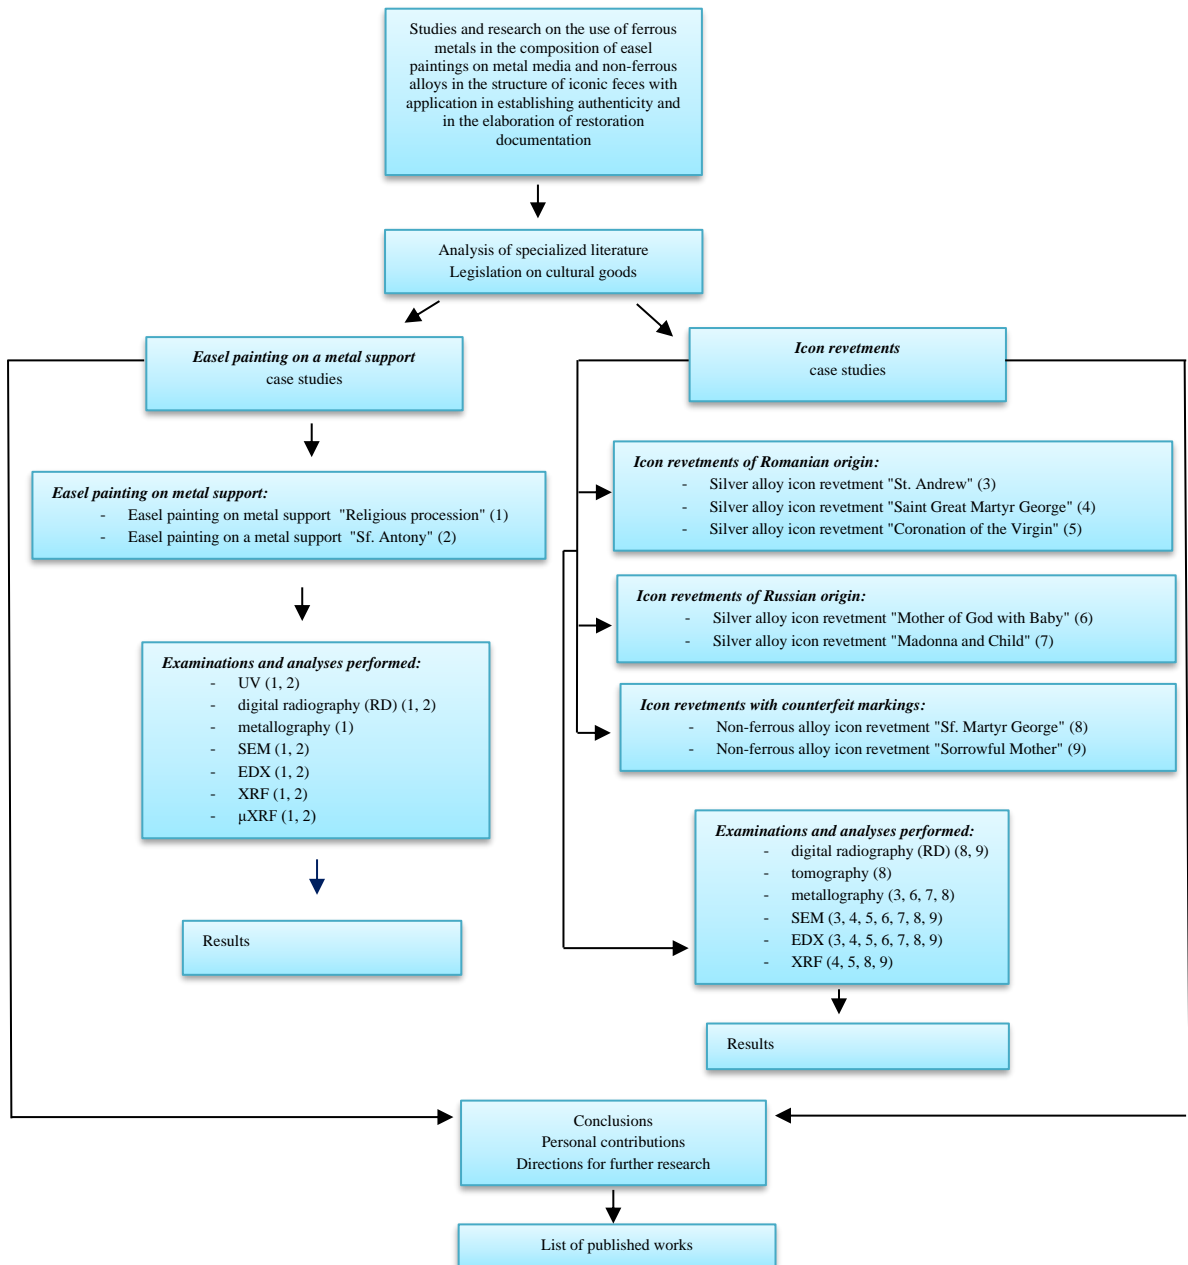 Studies and research on the use of ferrous
metals in the composition of easel
paintings on metal media and non-ferrous
alloys in the structure of iconic feces with
application in establishing authenticity and
in the elaboration of restoration
documentation
Analysis of specialized literature
Legislation on cultural goods
Easel painting on a metal support
case studies
Icon revetments
case studies
Easel painting on metal support:
- Easel painting on metal support "Religious procession" (1)
- Easel painting on a metal support "Sf. Antony" (2)
Icon revetments of Romanian origin:
- Silver alloy icon revetment "St. Andrew" (3)
- Silver alloy icon revetment "Saint Great Martyr George" (4)
- Silver alloy icon revetment "Coronation of the Virgin" (5)
Icon revetments of Russian origin:
- Silver alloy icon revetment "Mother of God with Baby" (6)
- Silver alloy icon revetment "Madonna and Child" (7)
Icon revetments with counterfeit markings:
- Non-ferrous alloy icon revetment "Sf. Martyr George" (8)
- Non-ferrous alloy icon revetment "Sorrowful Mother" (9)
Examinations and analyses performed:
- UV (1, 2)
- digital radiography (RD) (1, 2)
- metallography (1)
- SEM (1, 2)
- EDX (1, 2)
- XRF (1, 2)
- μXRF (1, 2)
Results
Examinations and analyses performed:
- digital radiography (RD) (8, 9)
- tomography (8)
- metallography (3, 6, 7, 8)
- SEM (3, 4, 5, 6, 7, 8, 9)
- EDX (3, 4, 5, 6, 7, 8, 9)
- XRF (4, 5, 8, 9)
Results
Conclusions
Personal contributions
Directions for further research
List of published works